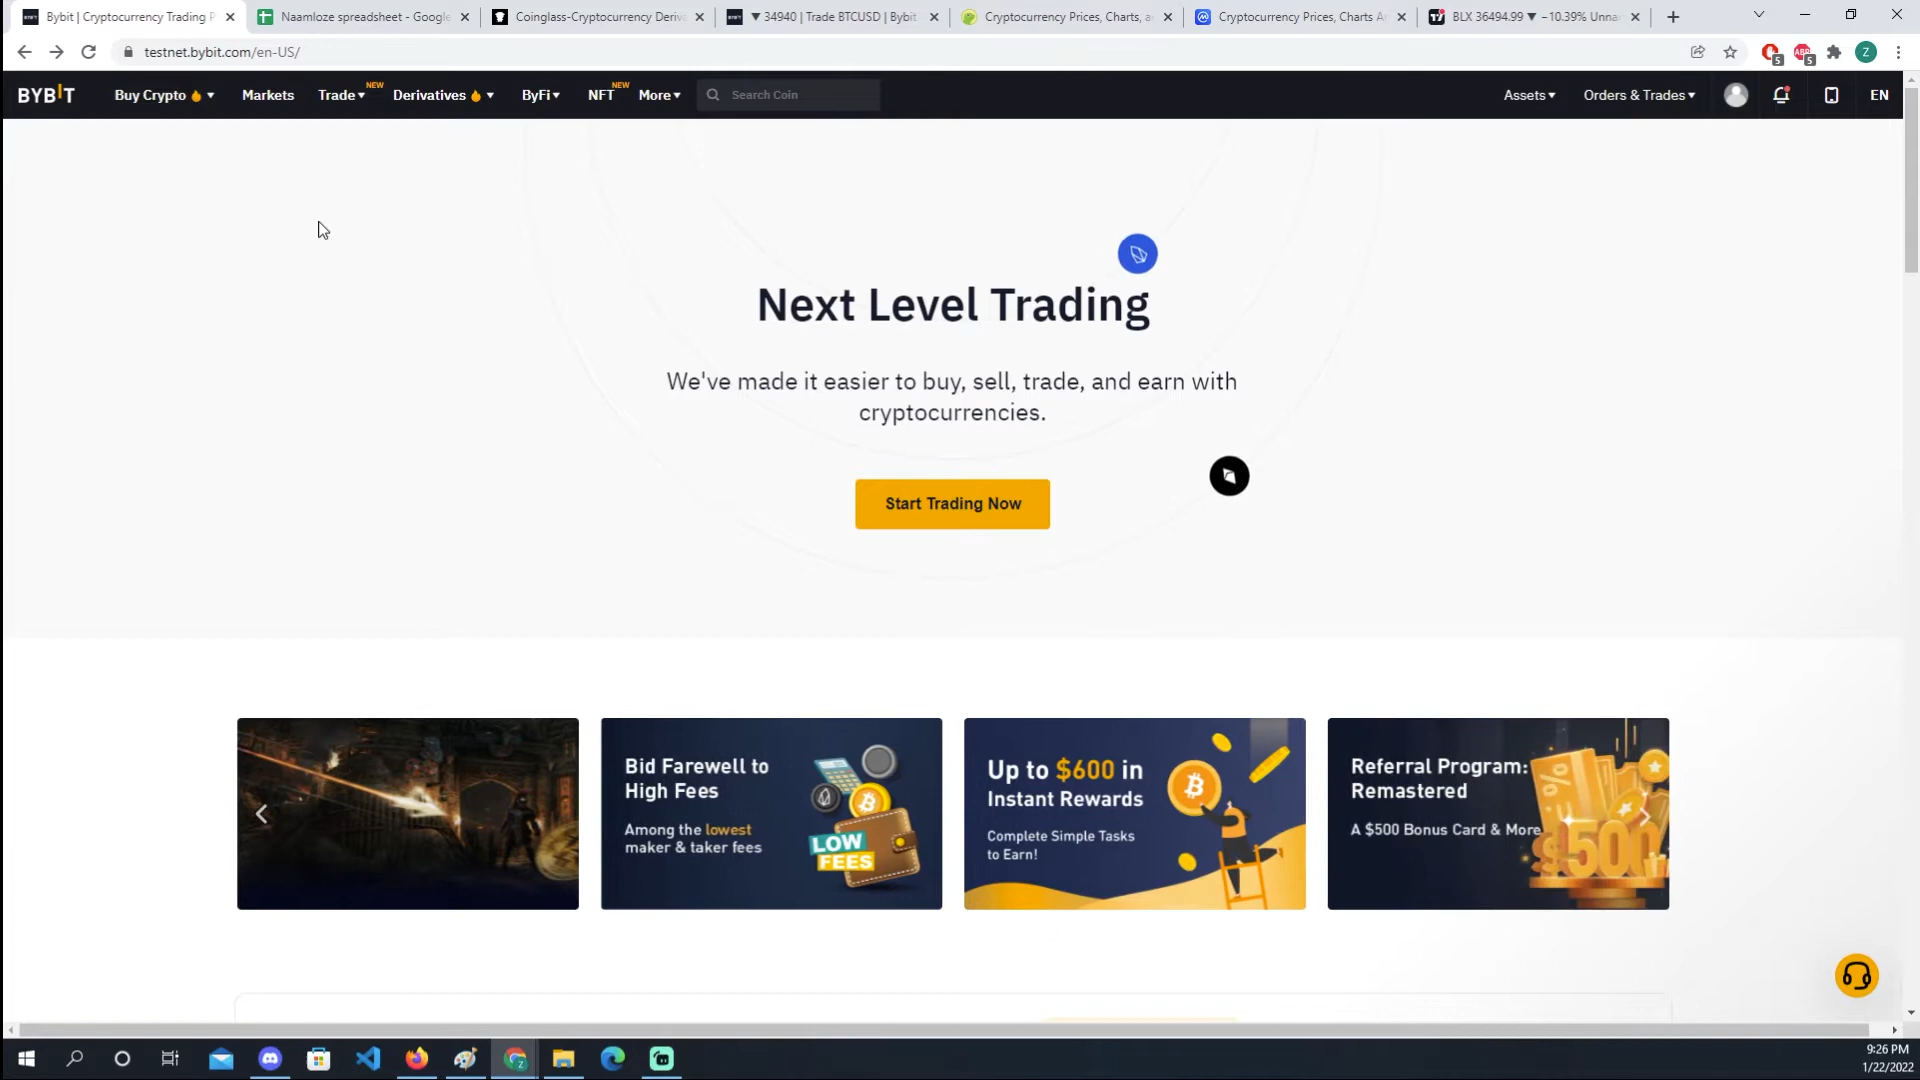 Bybit | Cryptocurrency Trading P
Naamloze spreadsheet - Google
Coinglass-Cryptocurrency Deriva
▼ 34940 | Trade BTCUSD | Bybit
Cryptocurrency Prices, Charts, a
Cryptocurrency Prices, Charts A
BLX 36494.99 ▼ −10.39% Unna
testnet.bybit.com/en-US/
5
ABP
5
Z
BYBIT
Buy Crypto
Markets
Trade
NEW
Derivatives
ByFi
NFT
NEW
More
Search Coin
Assets
Orders & Trades
EN
Next Level Trading
We've made it easier to buy, sell, trade, and earn with
cryptocurrencies.
Start Trading Now
Bid Farewell to
High Fees
Among the lowest
maker & taker fees
LOW
FEES
Up to $600 in
Instant Rewards
Complete Simple Tasks
to Earn!
Referral Program:
Remastered
A $500 Bonus Card & More
$500
9:26 PM
1/22/2022